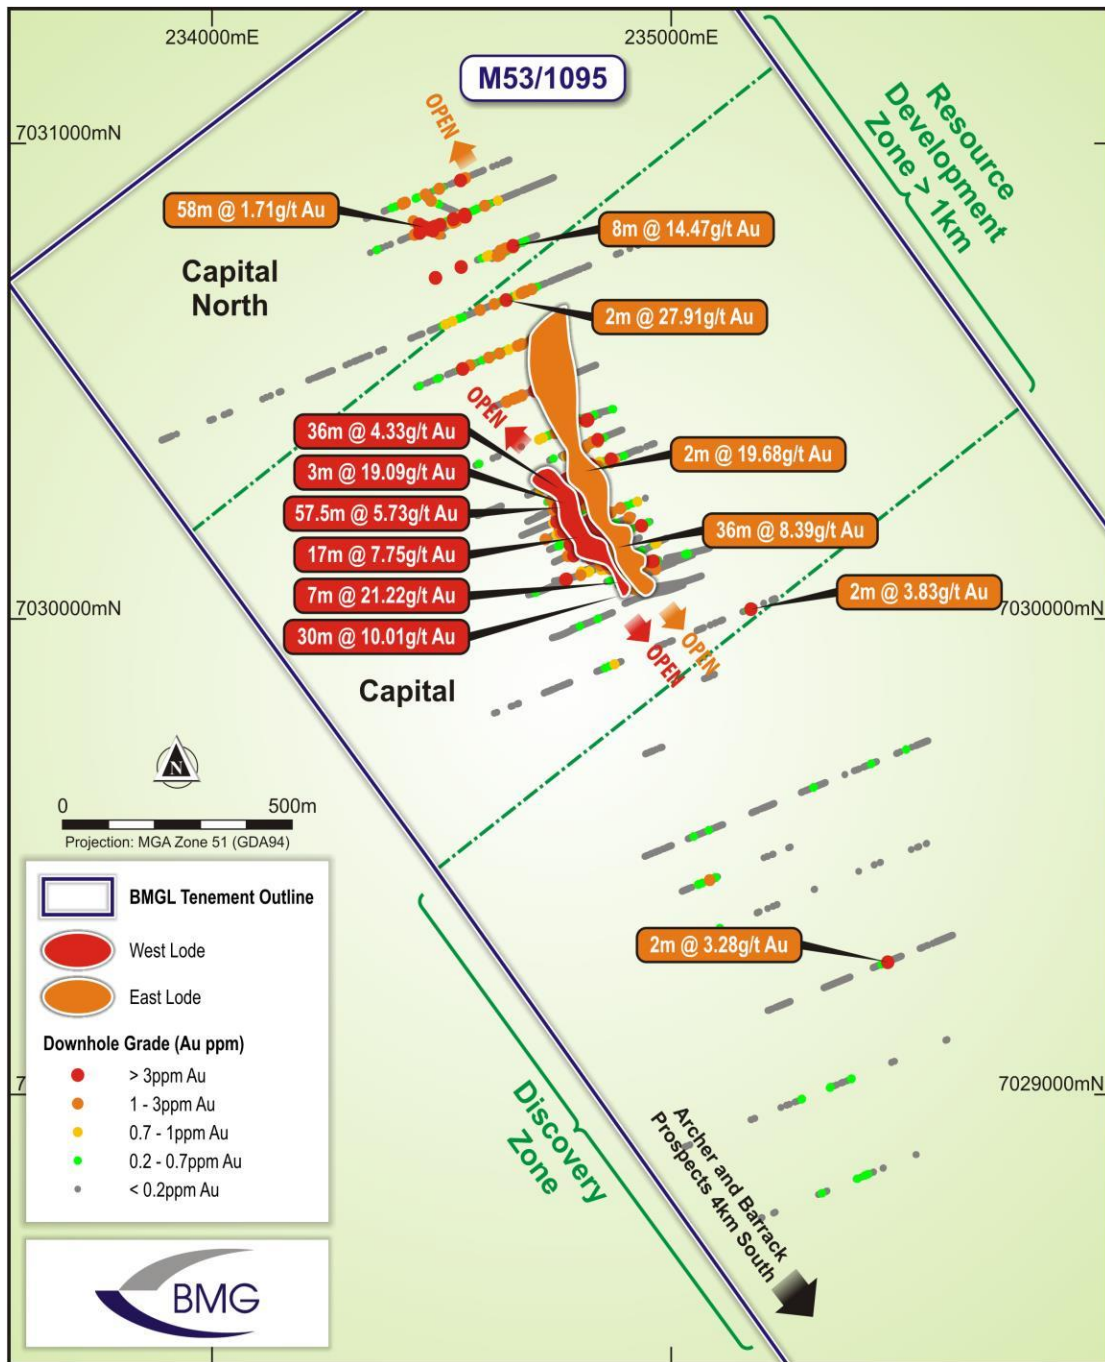 234000mE
235000mE
M53/1095
7031000mN
OPEN
Resource
Development
Zone > 1km
58m @ 1.71g/t Au
8m @ 14.47g/t Au
Capital
North
2m @ 27.91g/t Au
OPEN
36m @ 4.33g/t Au
2m @ 19.68g/t Au
3m @ 19.09g/t Au
57.5m @ 5.73g/t Au
36m @ 8.39g/t Au
17m @ 7.75g/t Au
7m @ 21.22g/t Au
2m @ 3.83g/t Au
7030000mN
7030000mN
30m @ 10.01g/t Au
OPEN
OPEN
Capital
N
0
500m
Projection: MGA Zone 51 (GDA94)
BMGL Tenement Outline
West Lode
East Lode
2m @ 3.28g/t Au
Downhole Grade (Au ppm)
> 3ppm Au
1 - 3ppm Au
0.7 - 1ppm Au
0.2 - 0.7ppm Au
< 0.2ppm Au
7
7029000mN
Discovery
Zone
Archer and Barrack
Prospects 4km South
BMG